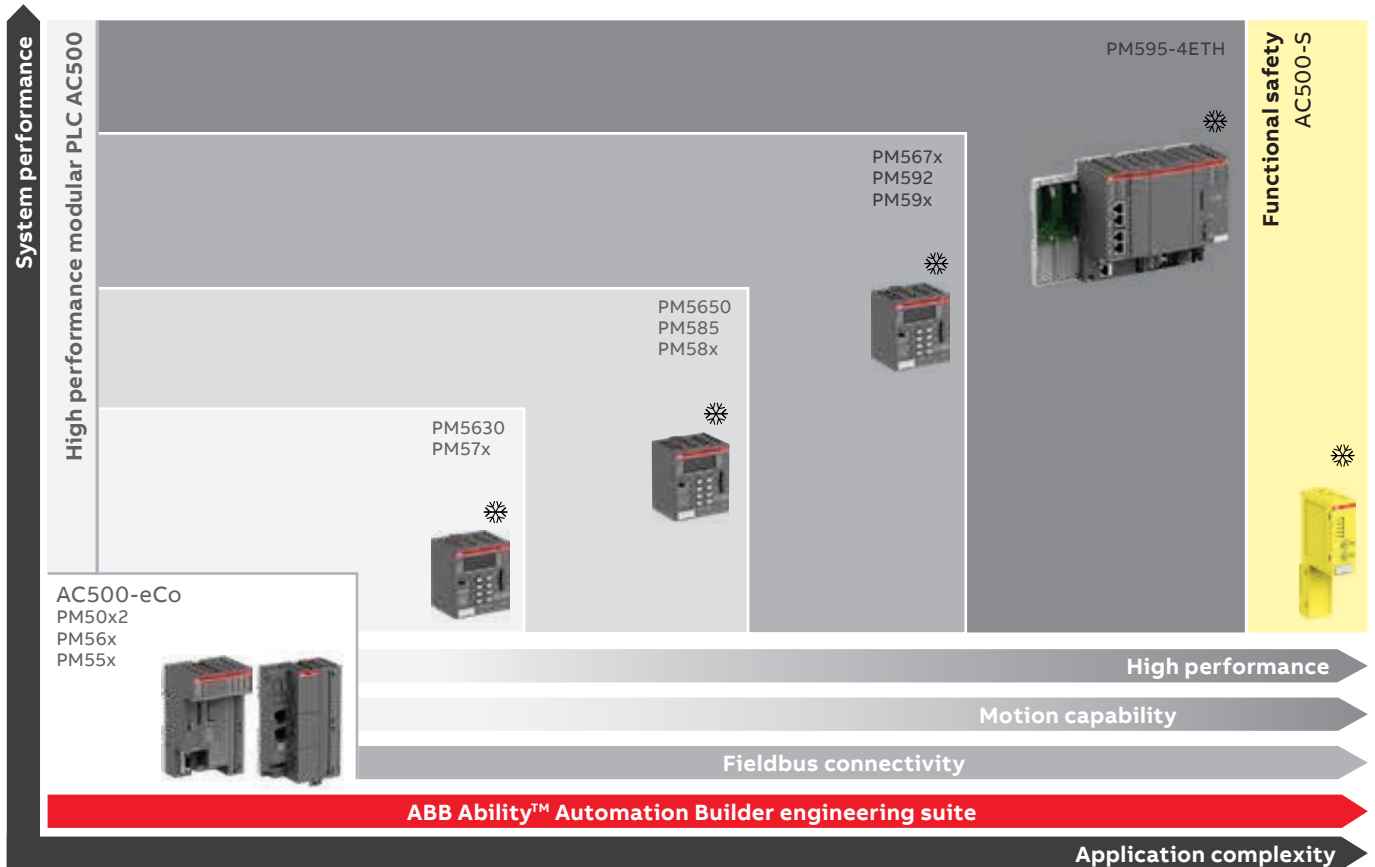 System performance
High performance modular PLC AC500
PM595-4ETH
Functional safety
AC500-S
PM567x
PM592
PM59x
PM5650
PM585
PM58x
PM5630
PM57x
AC500-eCo
PM50x2
PM56x
PM55x
High performance
Motion capability
Fieldbus connectivity
ABB Ability™ Automation Builder engineering suite
Application complexity